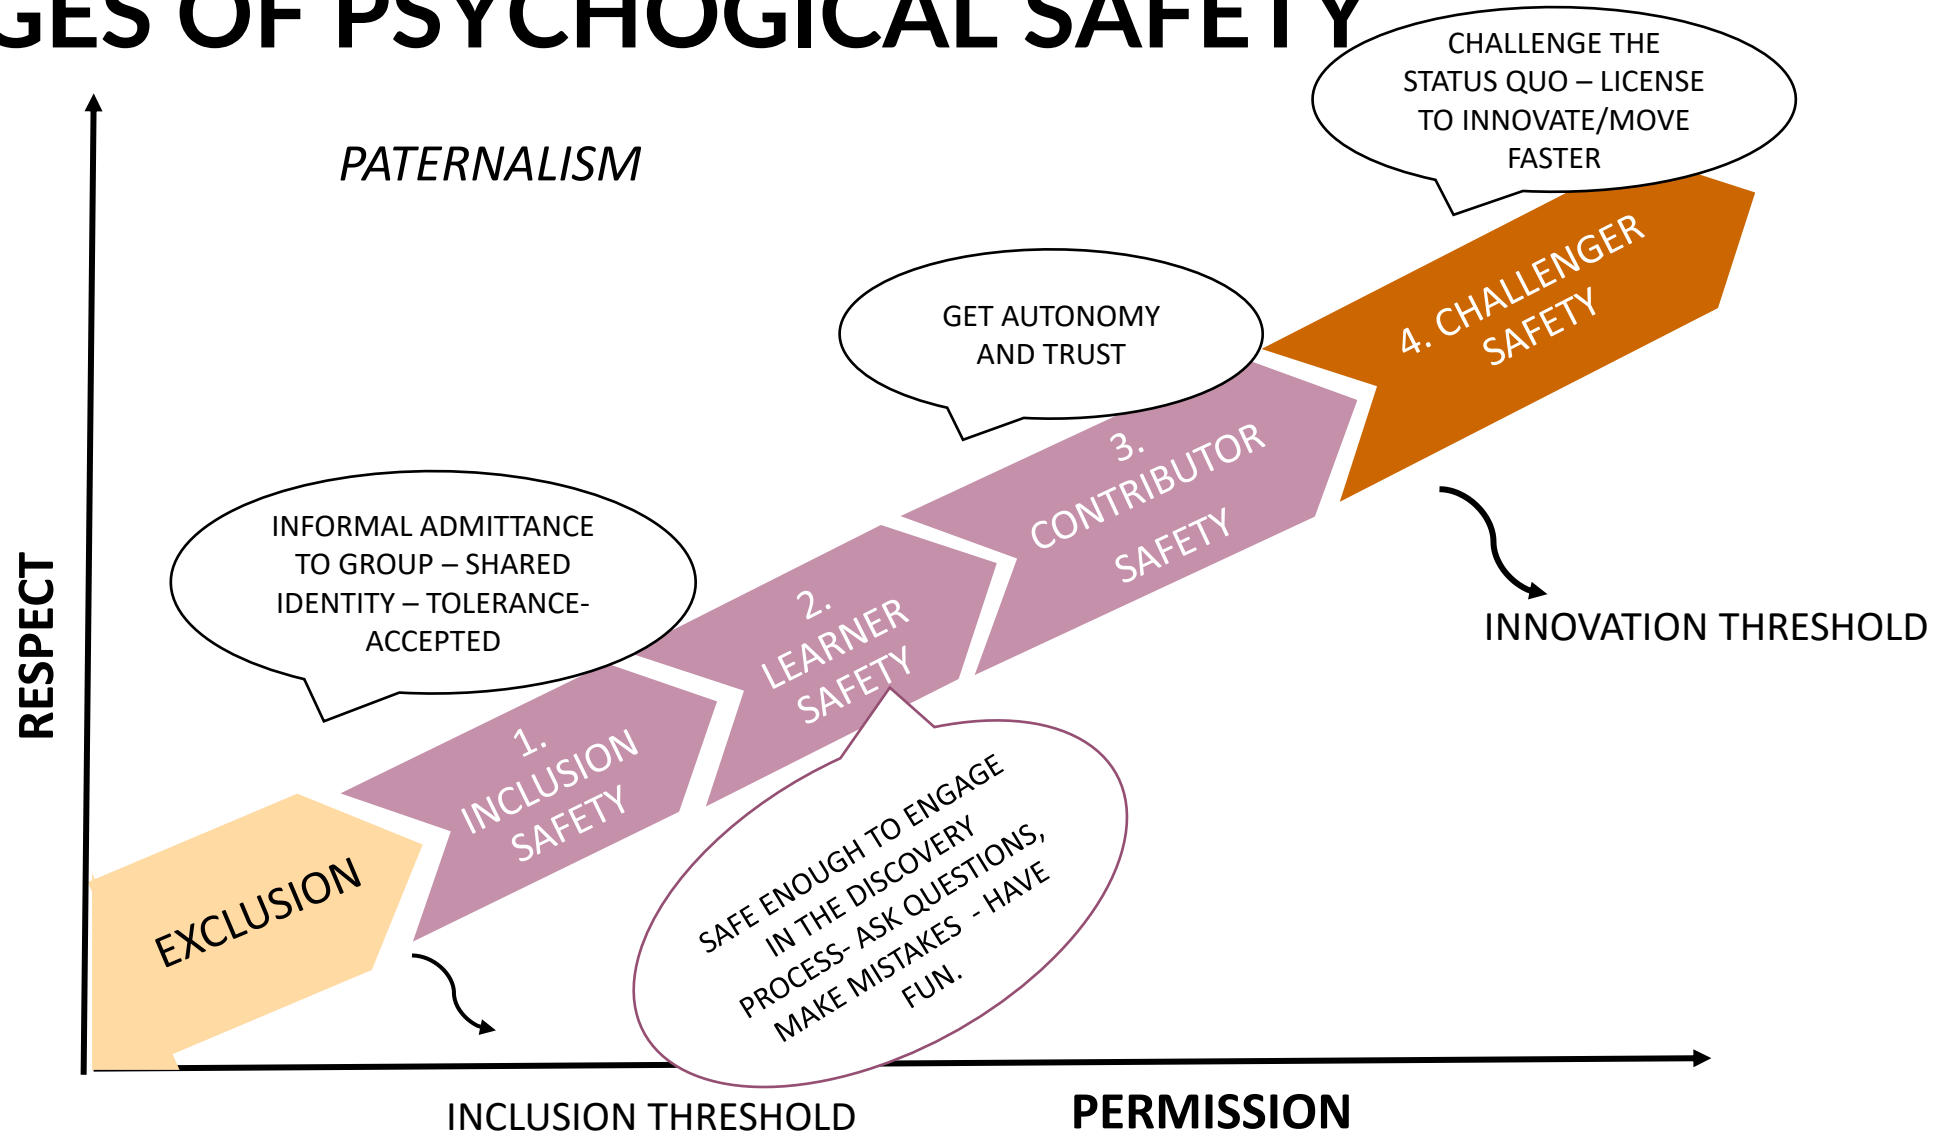 GES OF PSYCHOGICAL SAFETY
CHALLENGE THE
STATUS QUO – LICENSE
TO INNOVATE/MOVE
FASTER
PATERNALISM
4. CHALLENGER
SAFETY
GET AUTONOMY
AND TRUST
3.
CONTRIBUTOR
SAFETY
INFORMAL ADMITTANCE
TO GROUP – SHARED
IDENTITY – TOLERANCE-
ACCEPTED
2.
LEARNER
SAFETY
INNOVATION THRESHOLD
RESPECT
1.
INCLUSION
SAFETY
SAFE ENOUGH TO ENGAGE
IN THE DISCOVERY
PROCESS- ASK QUESTIONS,
MAKE MISTAKES - HAVE
FUN.
EXCLUSION
INCLUSION THRESHOLD
PERMISSION